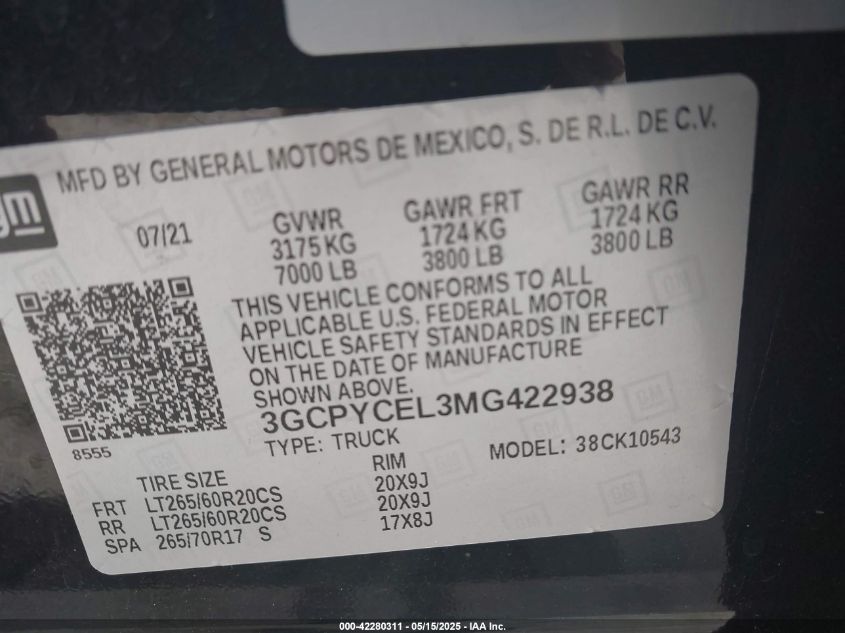 MFD BY GENERAL MOTORS DE MEXICO, S. DE R.L. DE C.V.
gm
07/21
GVWR
3175 KG
7000 LB
GAWR FRT
1724 KG
3800 LB
GAWR RR
1724 KG
3800 LB
THIS VEHICLE CONFORMS TO ALL
APPLICABLE U.S. FEDERAL MOTOR
VEHICLE SAFETY STANDARDS IN EFFECT
ON THE DATE OF MANUFACTURE
SHOWN ABOVE.
3GCPYCEL3MG422938
8555
TYPE: TRUCK
MODEL: 38CK10543
TIRE SIZE RIM
FRT LT265/60R20CS 20X9J
RR LT265/60R20CS 20X9J
SPA 265/70R17 S 17X8J
000-42280311 - 05/15/2025 - IAA Inc.